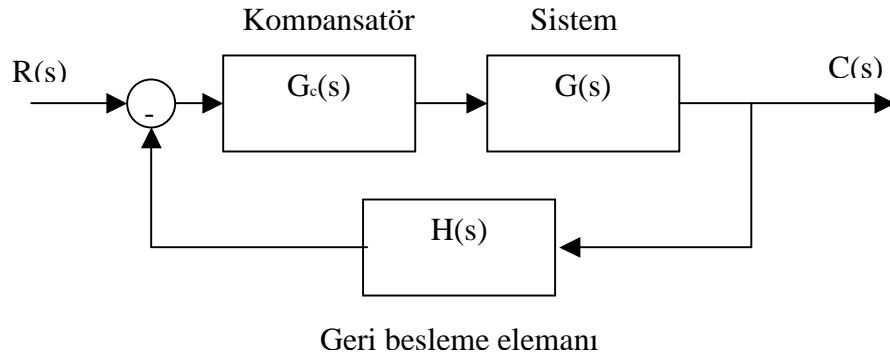 Kompansatör
Sistem
R(s)
Gc(s)
G(s)
C(s)
-
H(s)
Geri besleme elemanı